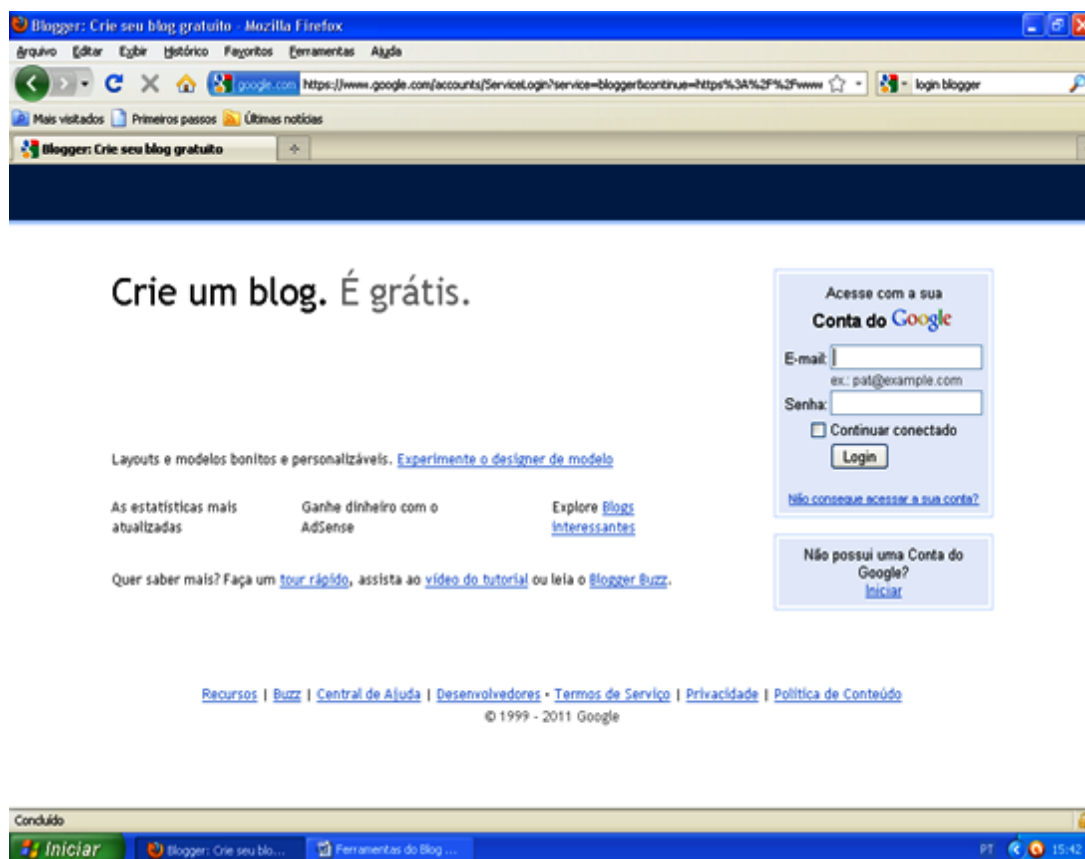 Blogger: Crie seu blog gratuito - Mozilla Firefox
Arquivo Editar Exibir Histórico Favoritos Ferramentas Ajuda
google.com https://www.google.com/accounts/ServiceLogin?service=blogger&continue=https%3A%2F%2Fwww login blogger
Mais visitados Primeiros passos Últimas notícias
Blogger: Crie seu blog gratuito
Crie um blog. É grátis.
Acesse com a sua
Conta do Google
E-mail:
ex.: pat@example.com
Senha:
Continuar conectado
Login
Não consegue acessar a sua conta?
Layouts e modelos bonitos e personalizáveis. Experimente o designer de modelo
As estatísticas mais
atualizadas
Ganhe dinheiro com o
AdSense
Explore Blogs
interessantes
Quer saber mais? Faça um tour rápido, assista ao vídeo do tutorial ou leia o Blogger Buzz.
Não possui uma Conta do
Google?
Iniciar
Recursos | Buzz | Central de Ajuda | Desenvolvedores • Termos de Serviço | Privacidade | Política de Conteúdo
© 1999 - 2011 Google
Concluído
Iniciar Blogger: Crie seu blo... Ferramentas do Blog ... PT 15:42